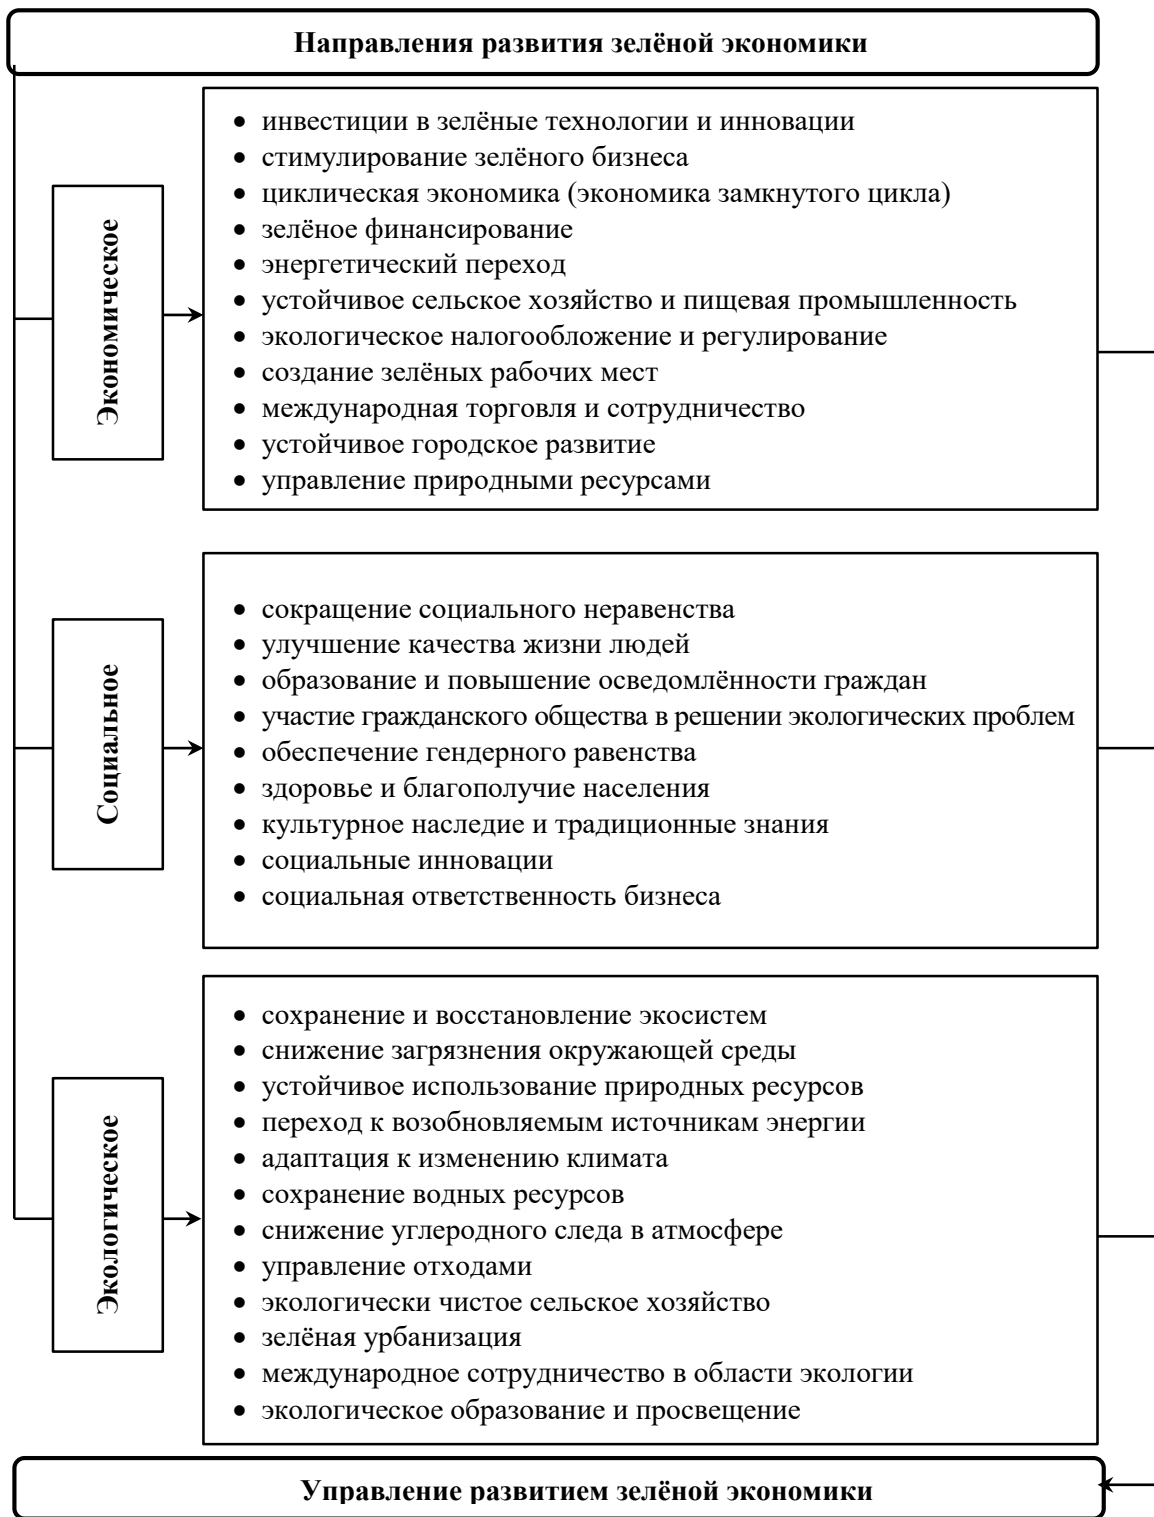 Направления развития зелёной экономики
Экономическое
• инвестиции в зелёные технологии и инновации
• стимулирование зелёного бизнеса
• циклическая экономика (экономика замкнутого цикла)
• зелёное финансирование
• энергетический переход
• устойчивое сельское хозяйство и пищевая промышленность
• экологическое налогообложение и регулирование
• создание зелёных рабочих мест
• международная торговля и сотрудничество
• устойчивое городское развитие
• управление природными ресурсами
Социальное
• сокращение социального неравенства
• улучшение качества жизни людей
• образование и повышение осведомлённости граждан
• участие гражданского общества в решении экологических проблем
• обеспечение гендерного равенства
• здоровье и благополучие населения
• культурное наследие и традиционные знания
• социальные инновации
• социальная ответственность бизнеса
Экологическое
• сохранение и восстановление экосистем
• снижение загрязнения окружающей среды
• устойчивое использование природных ресурсов
• переход к возобновляемым источникам энергии
• адаптация к изменению климата
• сохранение водных ресурсов
• снижение углеродного следа в атмосфере
• управление отходами
• экологически чистое сельское хозяйство
• зелёная урбанизация
• международное сотрудничество в области экологии
• экологическое образование и просвещение
Управление развитием зелёной экономики